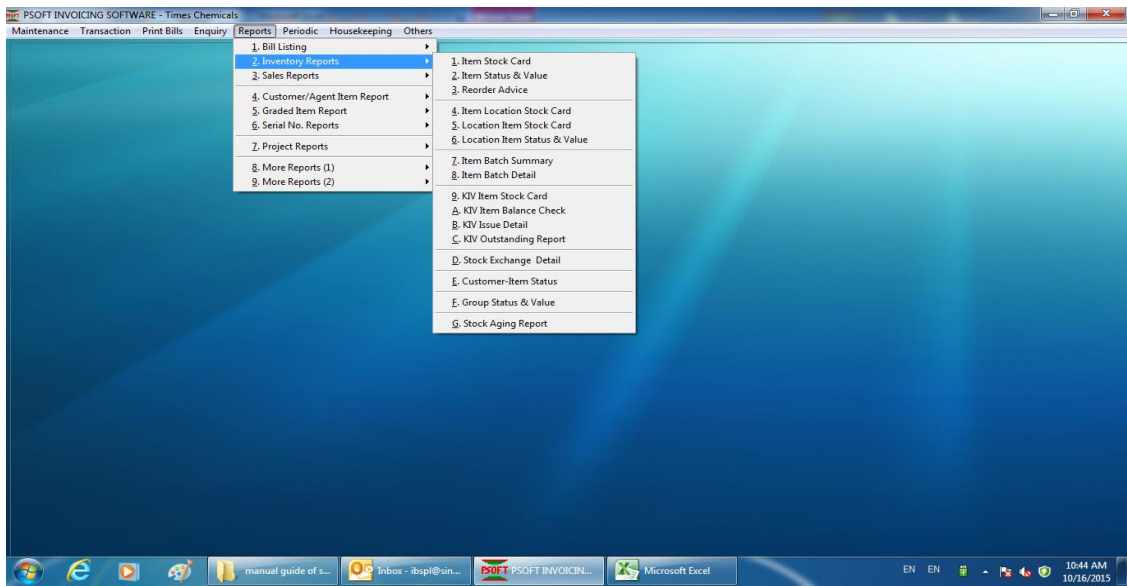 PSOFT INVOICING SOFTWARE - Times Chemicals
Maintenance Transaction Print Bills Enquiry Reports Periodic Housekeeping Others
1. Bill Listing
2. Inventory Reports
3. Sales Reports
4. Customer/Agent Item Report
5. Graded Item Report
6. Serial No. Reports
7. Project Reports
8. More Reports (1)
9. More Reports (2)
1. Item Stock Card
2. Item Status & Value
3. Reorder Advice
4. Item Location Stock Card
5. Location Item Stock Card
6. Location Item Status & Value
7. Item Batch Summary
8. Item Batch Detail
9. KIV Item Stock Card
A. KIV Item Balance Check
B. KIV Issue Detail
C. KIV Outstanding Report
D. Stock Exchange Detail
E. Customer-Item Status
F. Group Status & Value
G. Stock Aging Report
manual guide of s... Inbox - ibspl@sin... PSOFT PSOFT INVOICIN... Microsoft Excel EN EN 10:44 AM
10/16/2015